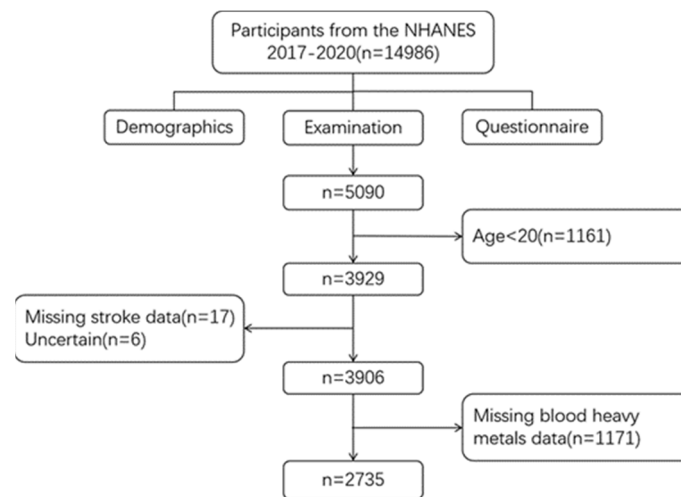 Participants from the NHANES
2017-2020(n=14986)
Demographics
Examination
Questionnaire
n=5090
Age<20(n=1161)
n=3929
Missing stroke data(n=17)
Uncertain(n=6)
n=3906
Missing blood heavy
metals data(n=1171)
n=2735